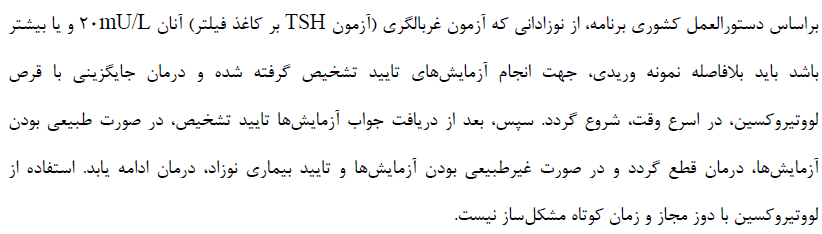 براساس دستورالعمل کشوری برنامه، از نوزادانی که آزمون غربالگری (آزمون TSH بر کاغذ فیلتر) آنان ۲۰mU/L و یا بیشتر
باشد باید بلافاصله نمونه وریدی، جهت انجام آزمایش‌های تایید تشخیص گرفته شده و درمان جایگزینی با قرص
لووتیروکسین، در اسرع وقت، شروع گردد. سپس، بعد از دریافت جواب آزمایش‌ها تایید تشخیص، در صورت طبیعی بودن
آزمایش‌ها، درمان قطع گردد و در صورت غیرطبیعی بودن آزمایش‌ها و تایید بیماری نوزاد، درمان ادامه یابد. استفاده از
لووتیروکسین با دوز مجاز و زمان کوتاه مشکل‌ساز نیست.